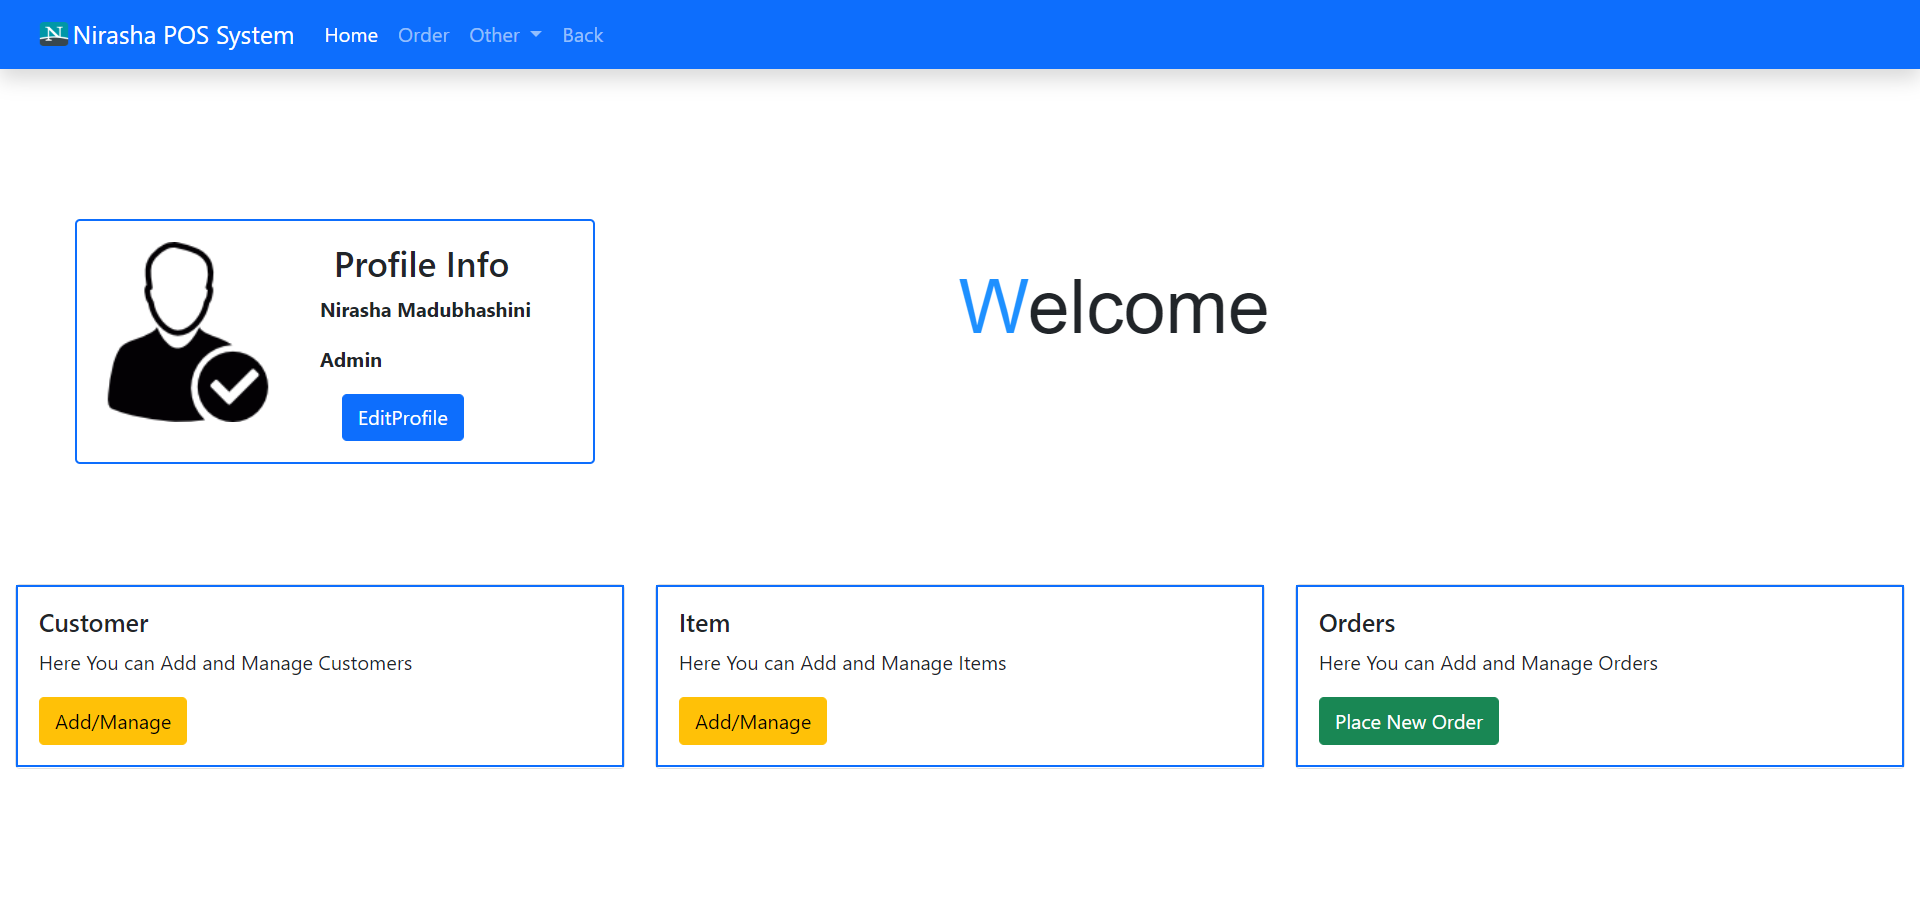 N Nirasha POS System Home Order Other Back
Profile Info
Nirasha Madubhashini
Admin
EditProfile
Welcome
Customer
Here You can Add and Manage Customers
Add/Manage
Item
Here You can Add and Manage Items
Add/Manage
Orders
Here You can Add and Manage Orders
Place New Order